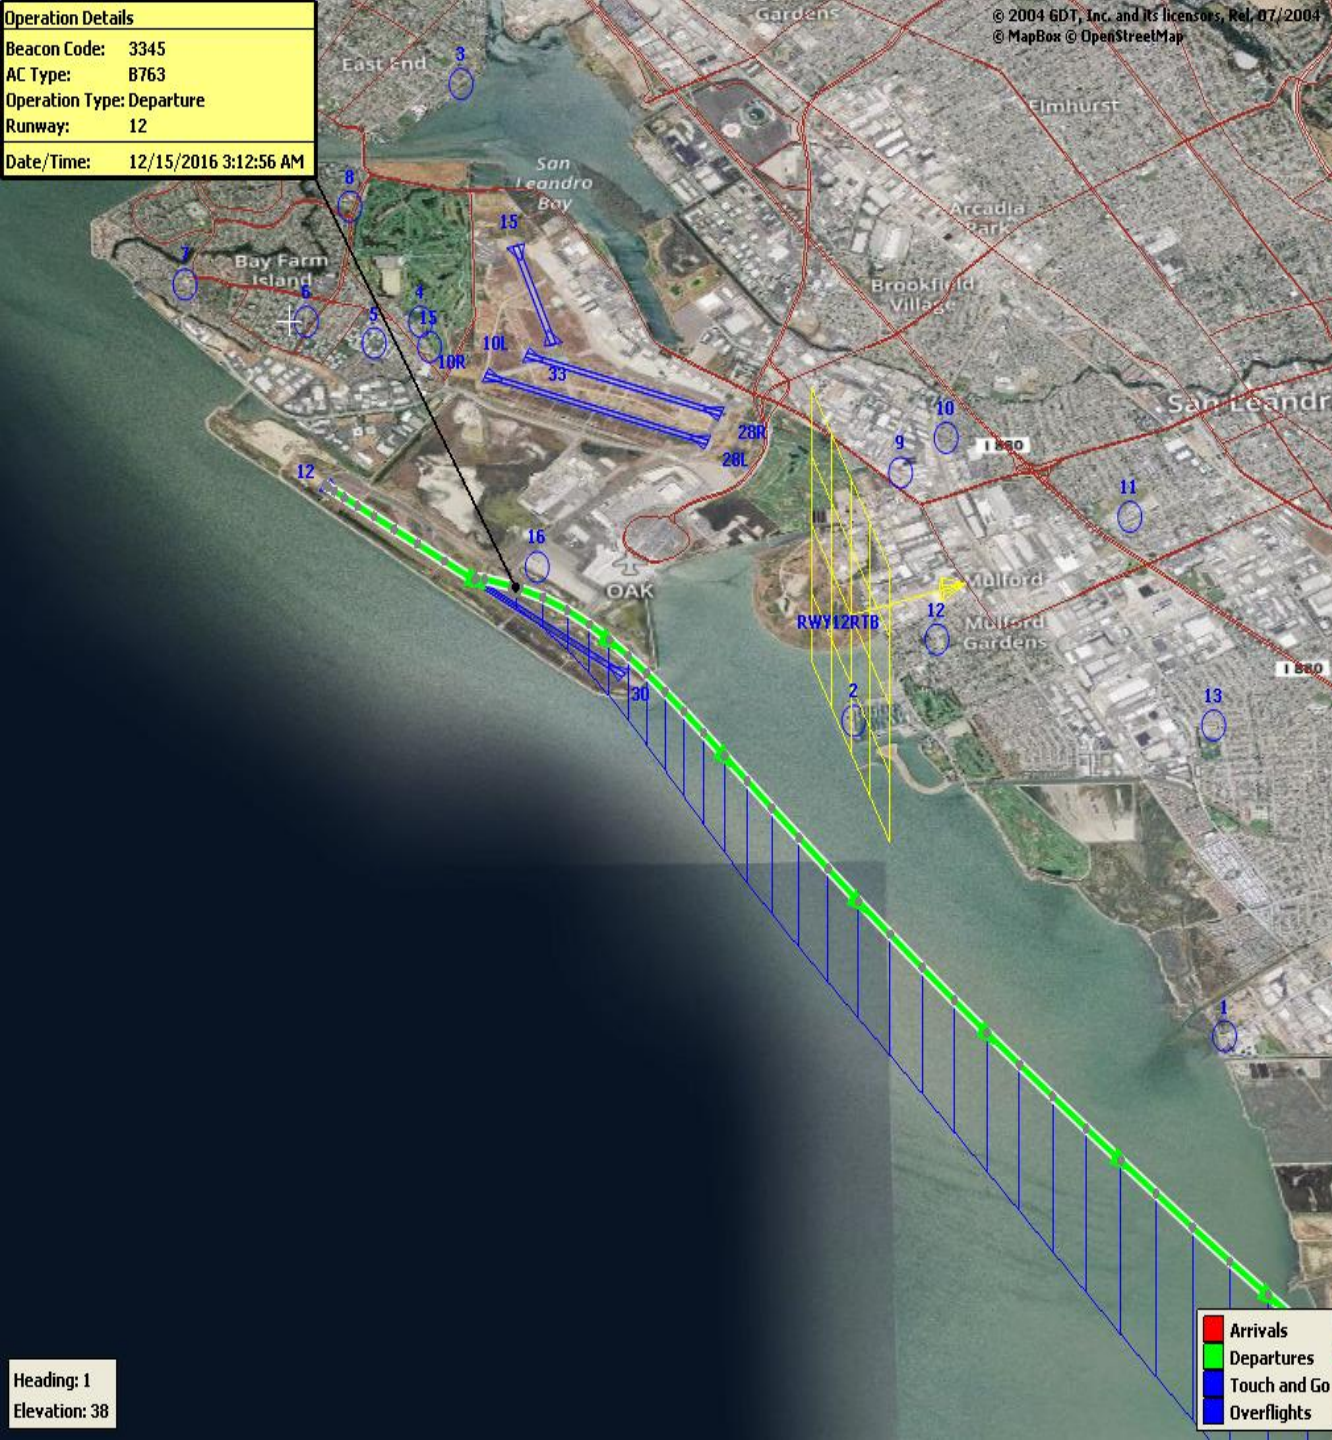 Operation Details
Beacon Code: 3345
AC Type: B763
Operation Type: Departure
Runway: 12
Date/Time: 12/15/2016 3:12:56 AM
© 2004 GDT, Inc. and its licensors, Rel. 07/2004
© MapBox © OpenStreetMap
Gardens
East End
3
Elmhurst
San
Leandro
Bay
8
15
Arcadia
Park
7
Bay Farm
Island
6
Brookfield
Village
4
15
5
10L
10R
33
San Leandr
10
28R
9
I 880
28L
12
11
16
OAK
Mulford
12
RWY12RTB
Mulford
Gardens
I 880
30
2
13
1
Arrivals
Departures
Touch and Go
Overflights
Heading: 1
Elevation: 38